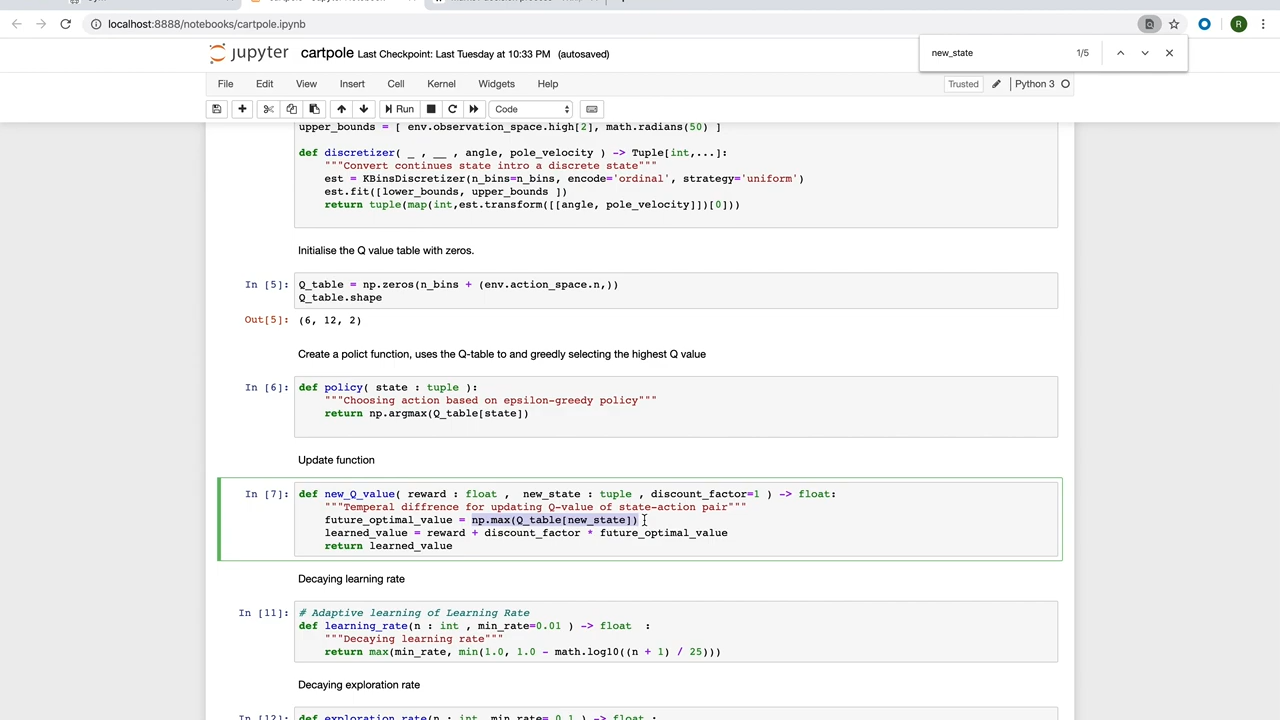 localhost:8888/notebooks/cartpole.ipynb
R
new_state 1/5
jupyter cartpole Last Checkpoint: Last Tuesday at 10:33 PM (autosaved)
File Edit View Insert Cell Kernel Widgets Help
Trusted Python 3
Run Code
upper_bounds = [ env.observation_space.high[2], math.radians(50) ]
def discretizer( _ , __ , angle, pole_velocity ) -> Tuple[int,...]:
"""Convert continues state intro a discrete state"""
est = KBinsDiscretizer(n_bins=n_bins, encode='ordinal', strategy='uniform')
est.fit([lower_bounds, upper_bounds ])
return tuple(map(int,est.transform([[angle, pole_velocity]])[0]))
Initialise the Q value table with zeros.
In [5]: Q_table = np.zeros(n_bins + (env.action_space.n,))
Q_table.shape
Out[5]: (6, 12, 2)
Create a polict function, uses the Q-table to and greedly selecting the highest Q value
In [6]: def policy( state : tuple ):
"""Choosing action based on epsilon-greedy policy"""
return np.argmax(Q_table[state])
Update function
In [7]: def new_Q_value( reward : float , new_state : tuple , discount_factor=1 ) -> float:
"""Temperal diffrence for updating Q-value of state-action pair"""
future_optimal_value = np.max(Q_table[new_state])
learned_value = reward + discount_factor * future_optimal_value
return learned_value
Decaying learning rate
In [11]: # Adaptive learning of Learning Rate
def learning_rate(n : int , min_rate=0.01 ) -> float :
"""Decaying learning rate"""
return max(min_rate, min(1.0, 1.0 - math.log10((n + 1) / 25)))
Decaying exploration rate
In [12]: def exploration_rate(n : int, min_rate= 0.1 ) -> float :